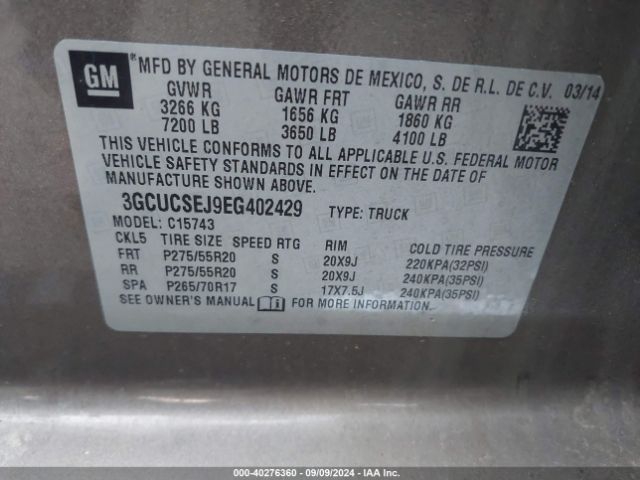 GM ® MFD BY GENERAL MOTORS DE MEXICO, S. DE R.L. DE C.V. 03/14
GVWR GAWR FRT GAWR RR
3266 KG 1656 KG 1860 KG
7200 LB 3650 LB 4100 LB
THIS VEHICLE CONFORMS TO ALL APPLICABLE U.S. FEDERAL MOTOR
VEHICLE SAFETY STANDARDS IN EFFECT ON THE DATE OF
MANUFACTURE SHOWN ABOVE.
3GCUCSEJ9EG402429 TYPE: TRUCK
MODEL: C15743
CKL5 TIRE SIZE SPEED RTG RIM COLD TIRE PRESSURE
FRT P275/55R20 S 20X9J 220KPA(32PSI)
RR P275/55R20 S 20X9J 240KPA(35PSI)
SPA P265/70R17 S 17X7.5J 240KPA(35PSI)
SEE OWNER'S MANUAL FOR MORE INFORMATION.
000-40276360 - 09/09/2024 - IAA Inc.